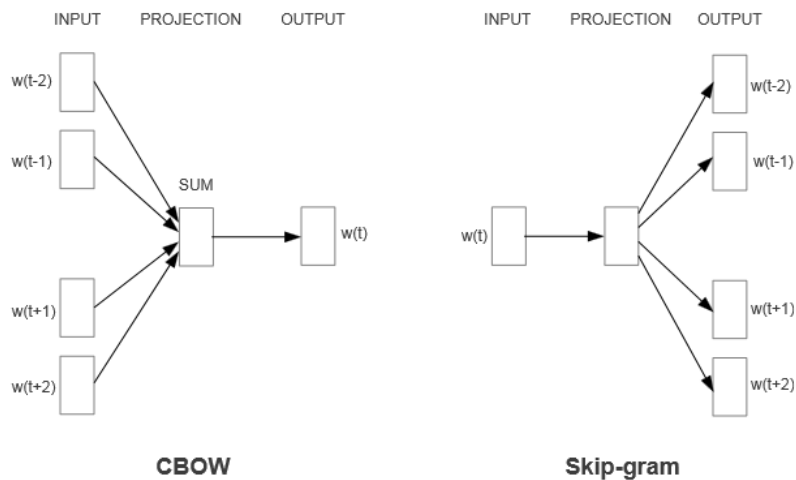 INPUT PROJECTION OUTPUT
w(t-2)
w(t-1)
SUM
w(t)
w(t+1)
w(t+2)
CBOW
INPUT PROJECTION OUTPUT
w(t-2)
w(t-1)
w(t)
w(t+1)
w(t+2)
Skip-gram